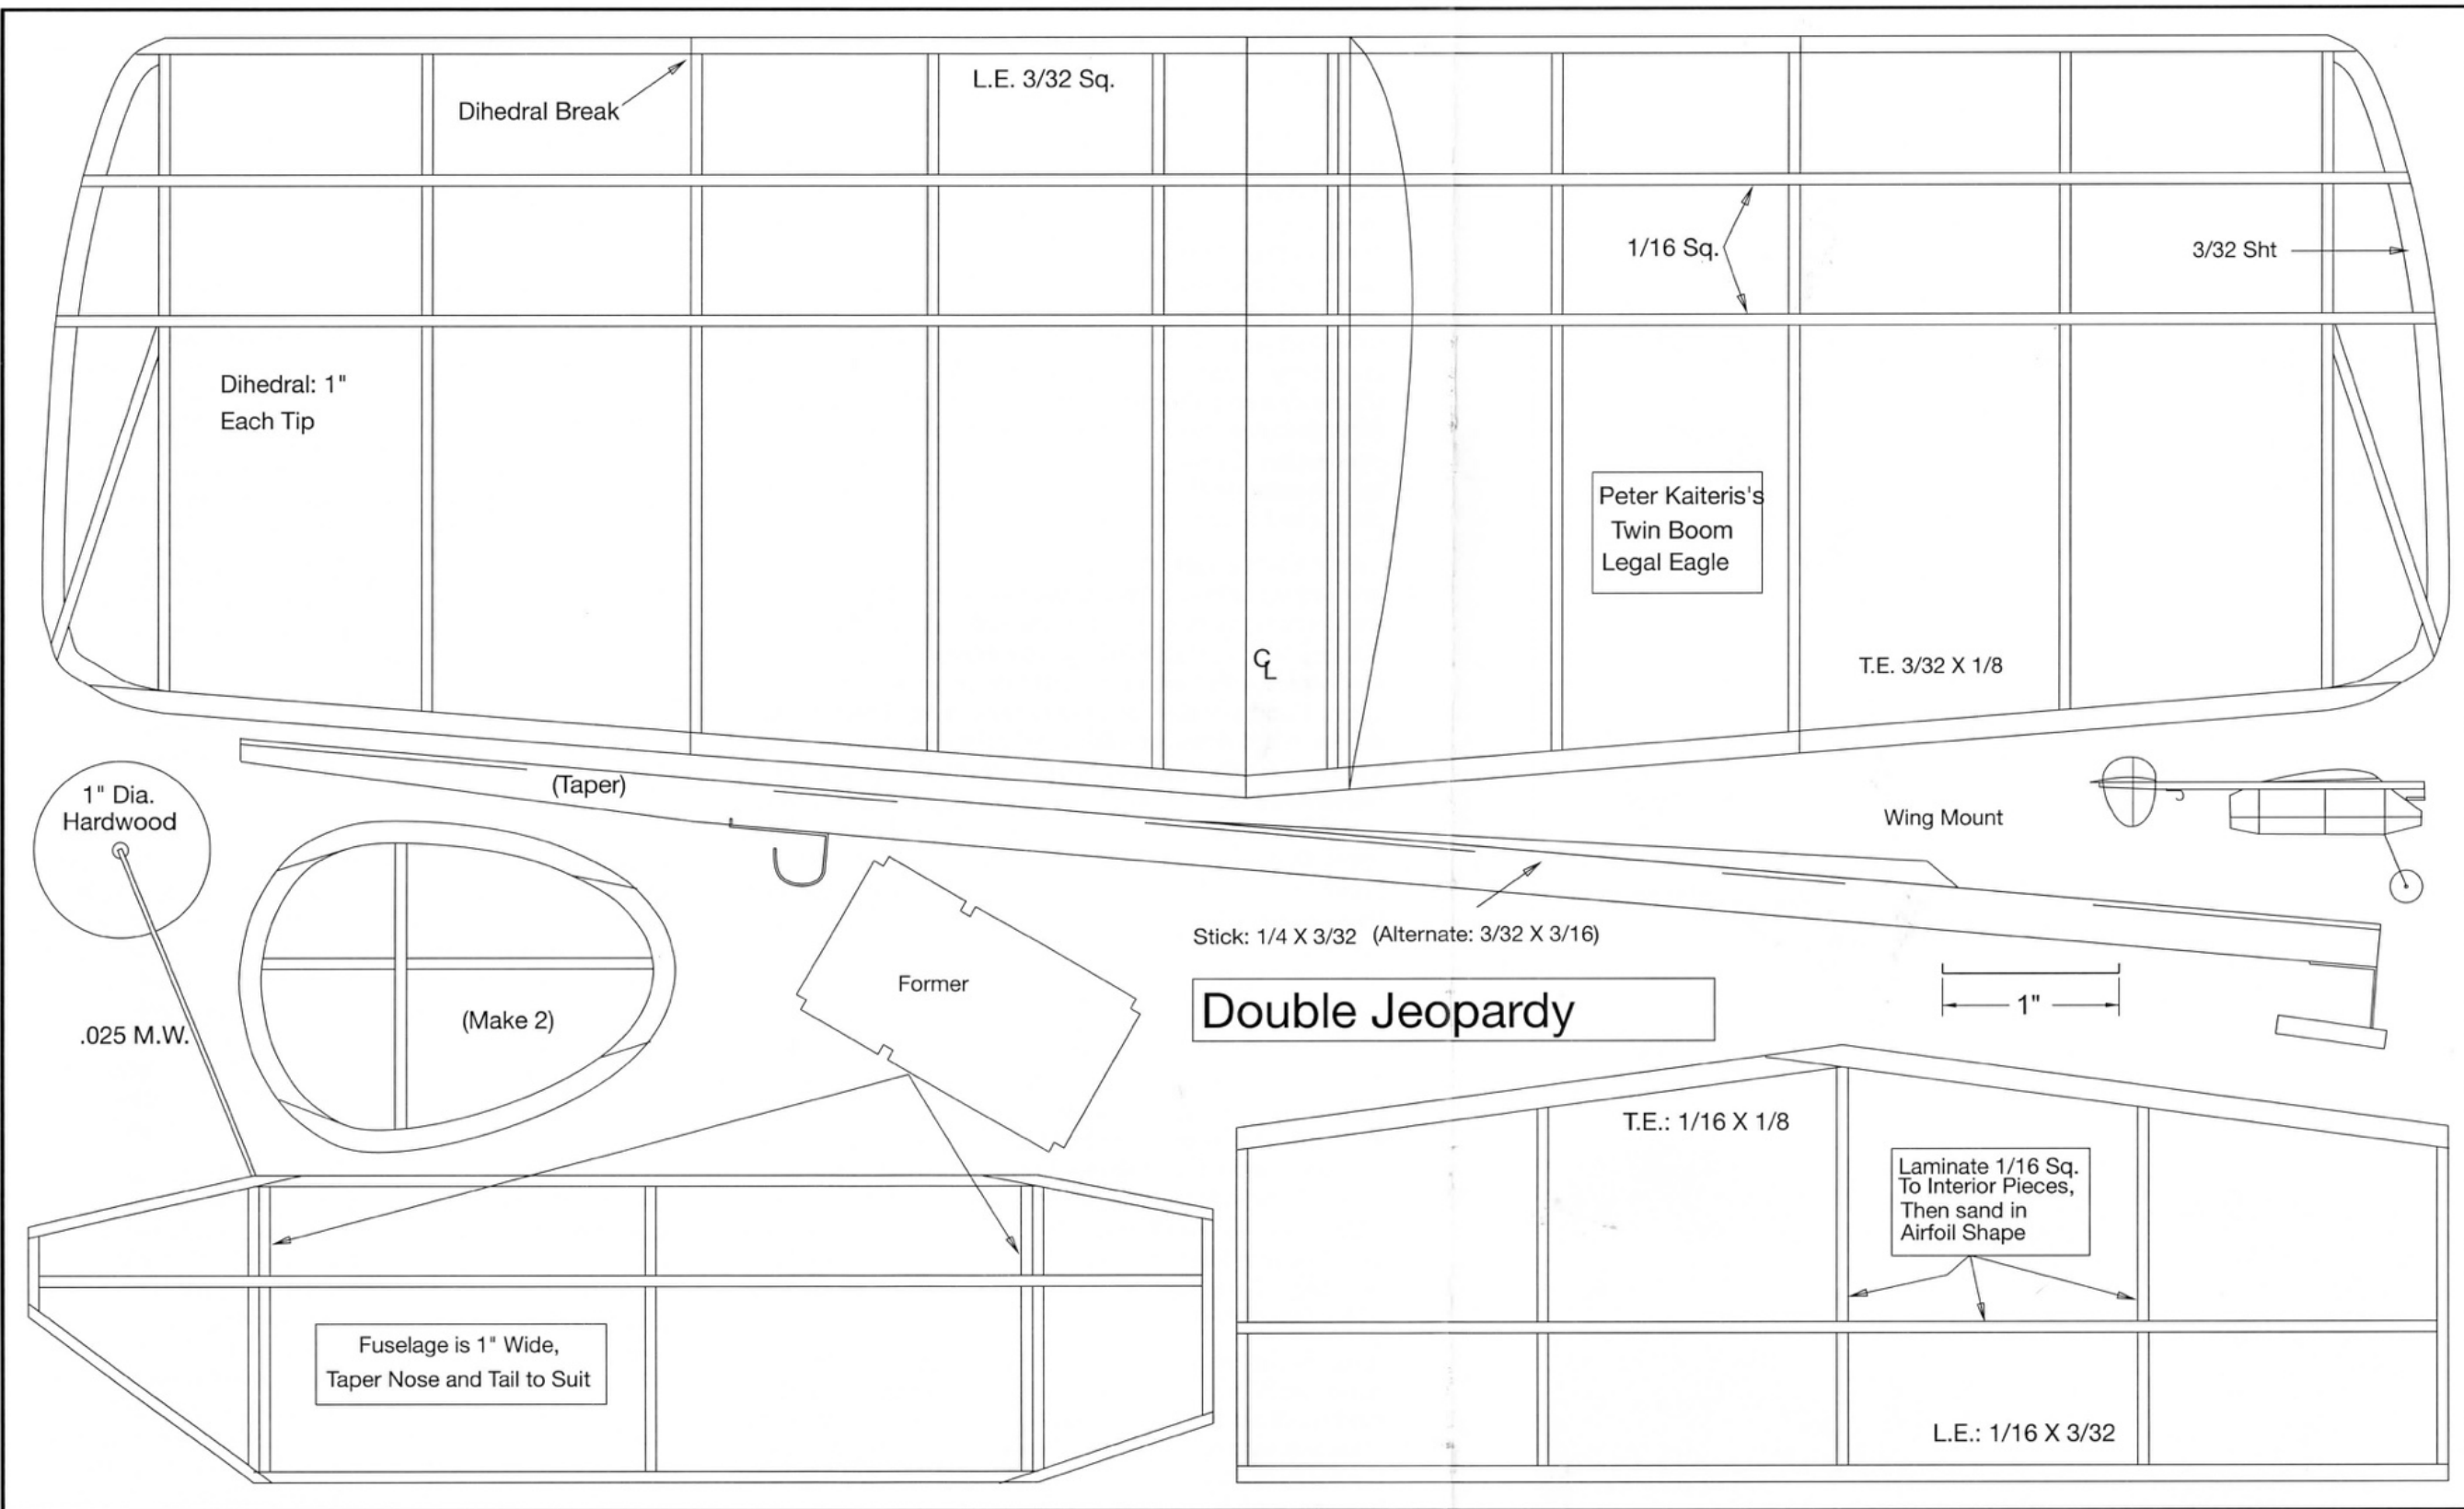 L.E. 3/32 Sq.
Dihedral Break
1/16 Sq.
3/32 Sht
Dihedral: 1"
Each Tip
Peter Kaiteris's
Twin Boom
Legal Eagle
CL
T.E. 3/32 X 1/8
(Taper)
1" Dia.
Hardwood
Wing Mount
Stick: 1/4 X 3/32 (Alternate: 3/32 X 3/16)
Former
Double Jeopardy
1"
(Make 2)
.025 M.W.
T.E.: 1/16 X 1/8
Laminate 1/16 Sq.
To Interior Pieces,
Then sand in
Airfoil Shape
Fuselage is 1" Wide,
Taper Nose and Tail to Suit
L.E.: 1/16 X 3/32